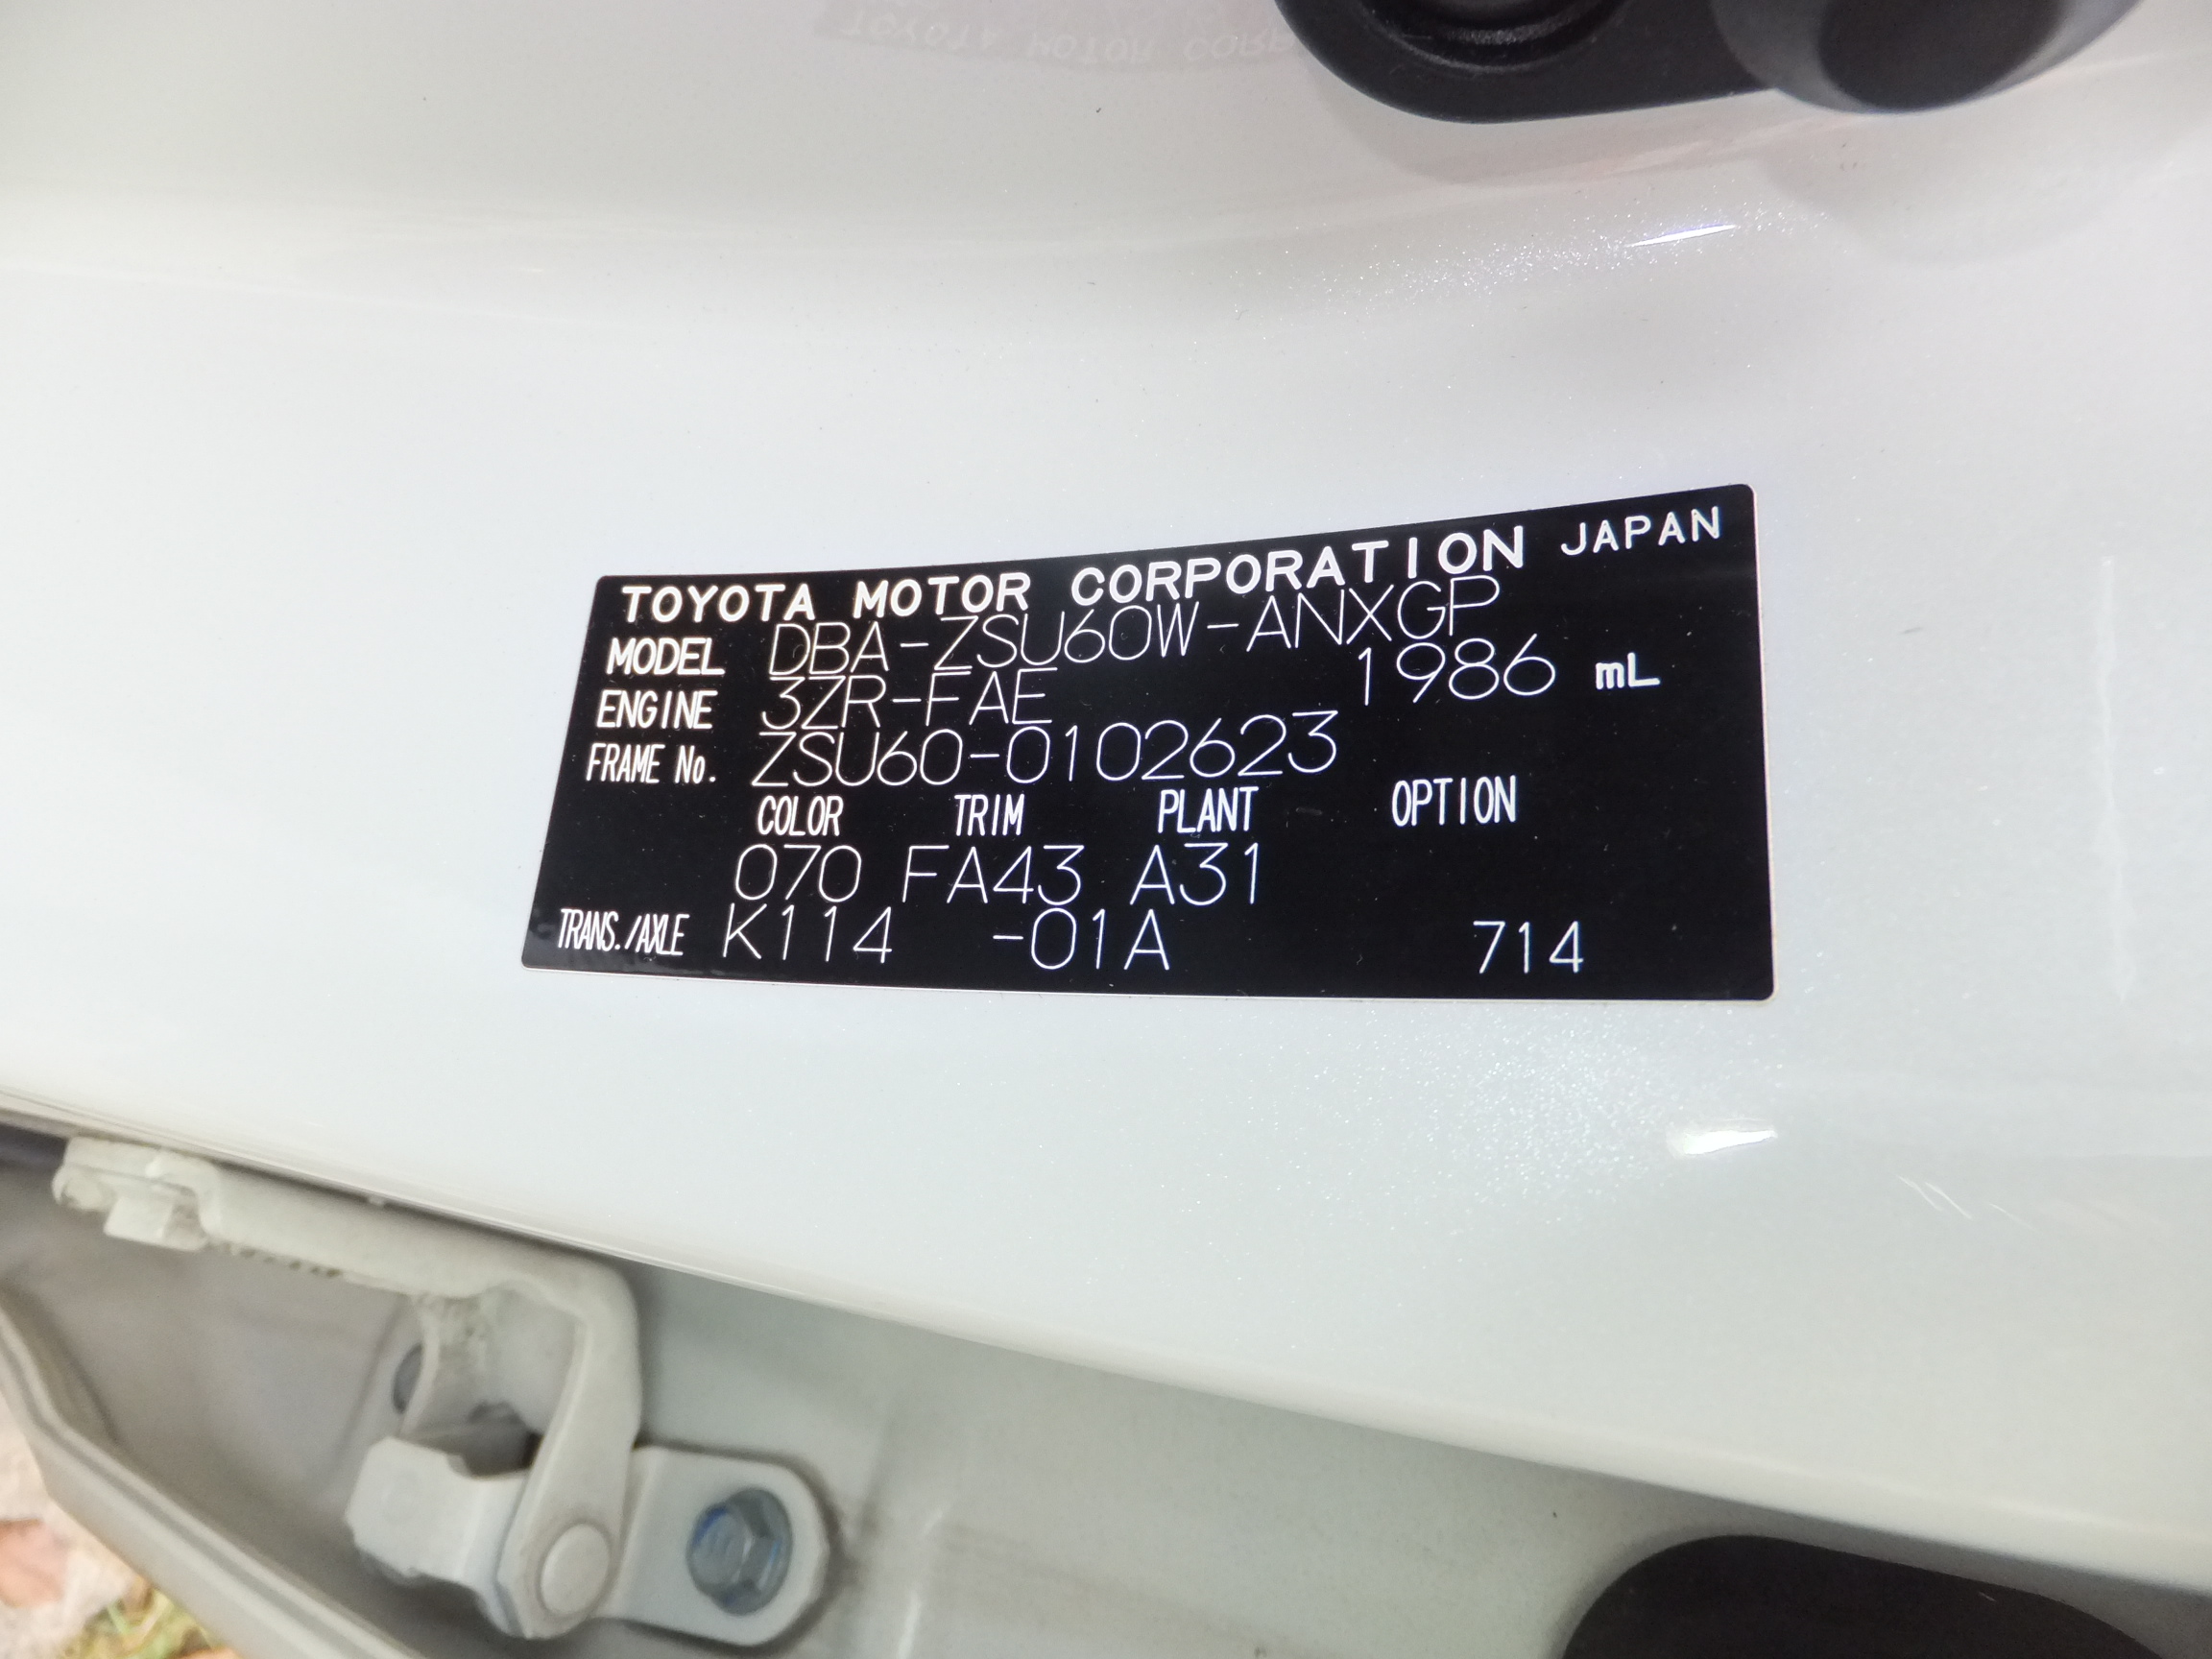 TOYOTA MOTOR CORPORATION JAPAN
MODEL DBA-ZSU60W-ANXGP
ENGINE 3ZR-FAE 1986 mL
FRAME No. ZSU60-0102623
COLOR TRIM PLANT OPTION
070 FA43 A31
TRANS./AXLE K114 -01A 714